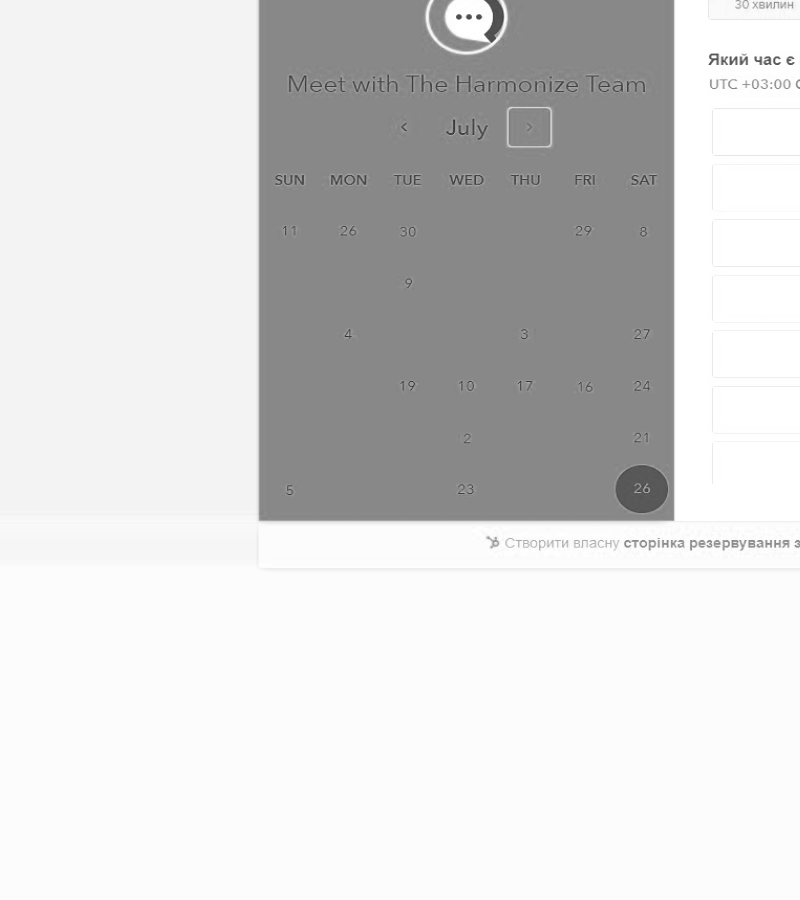 30 хвилин
Який час є
UTC +03:00
Meet with The Harmonize Team
July
SUN MON TUE WED THU FRI SAT
11 26 30 29 8
9
4 3 27
19 10 17 16 24
2 21
5 23 26
Створити власну сторінка резервування з